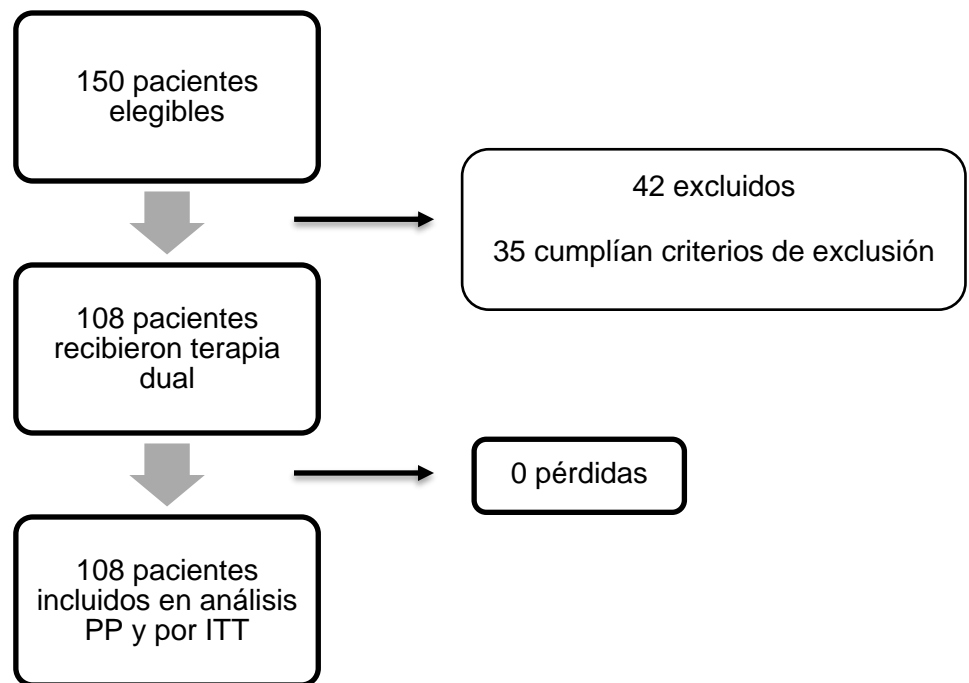 150 pacientes
elegibles
42 excluidos
35 cumplían criterios de exclusión
108 pacientes
recibieron terapia
dual
0 pérdidas
108 pacientes
incluidos en análisis
PP y por ITT